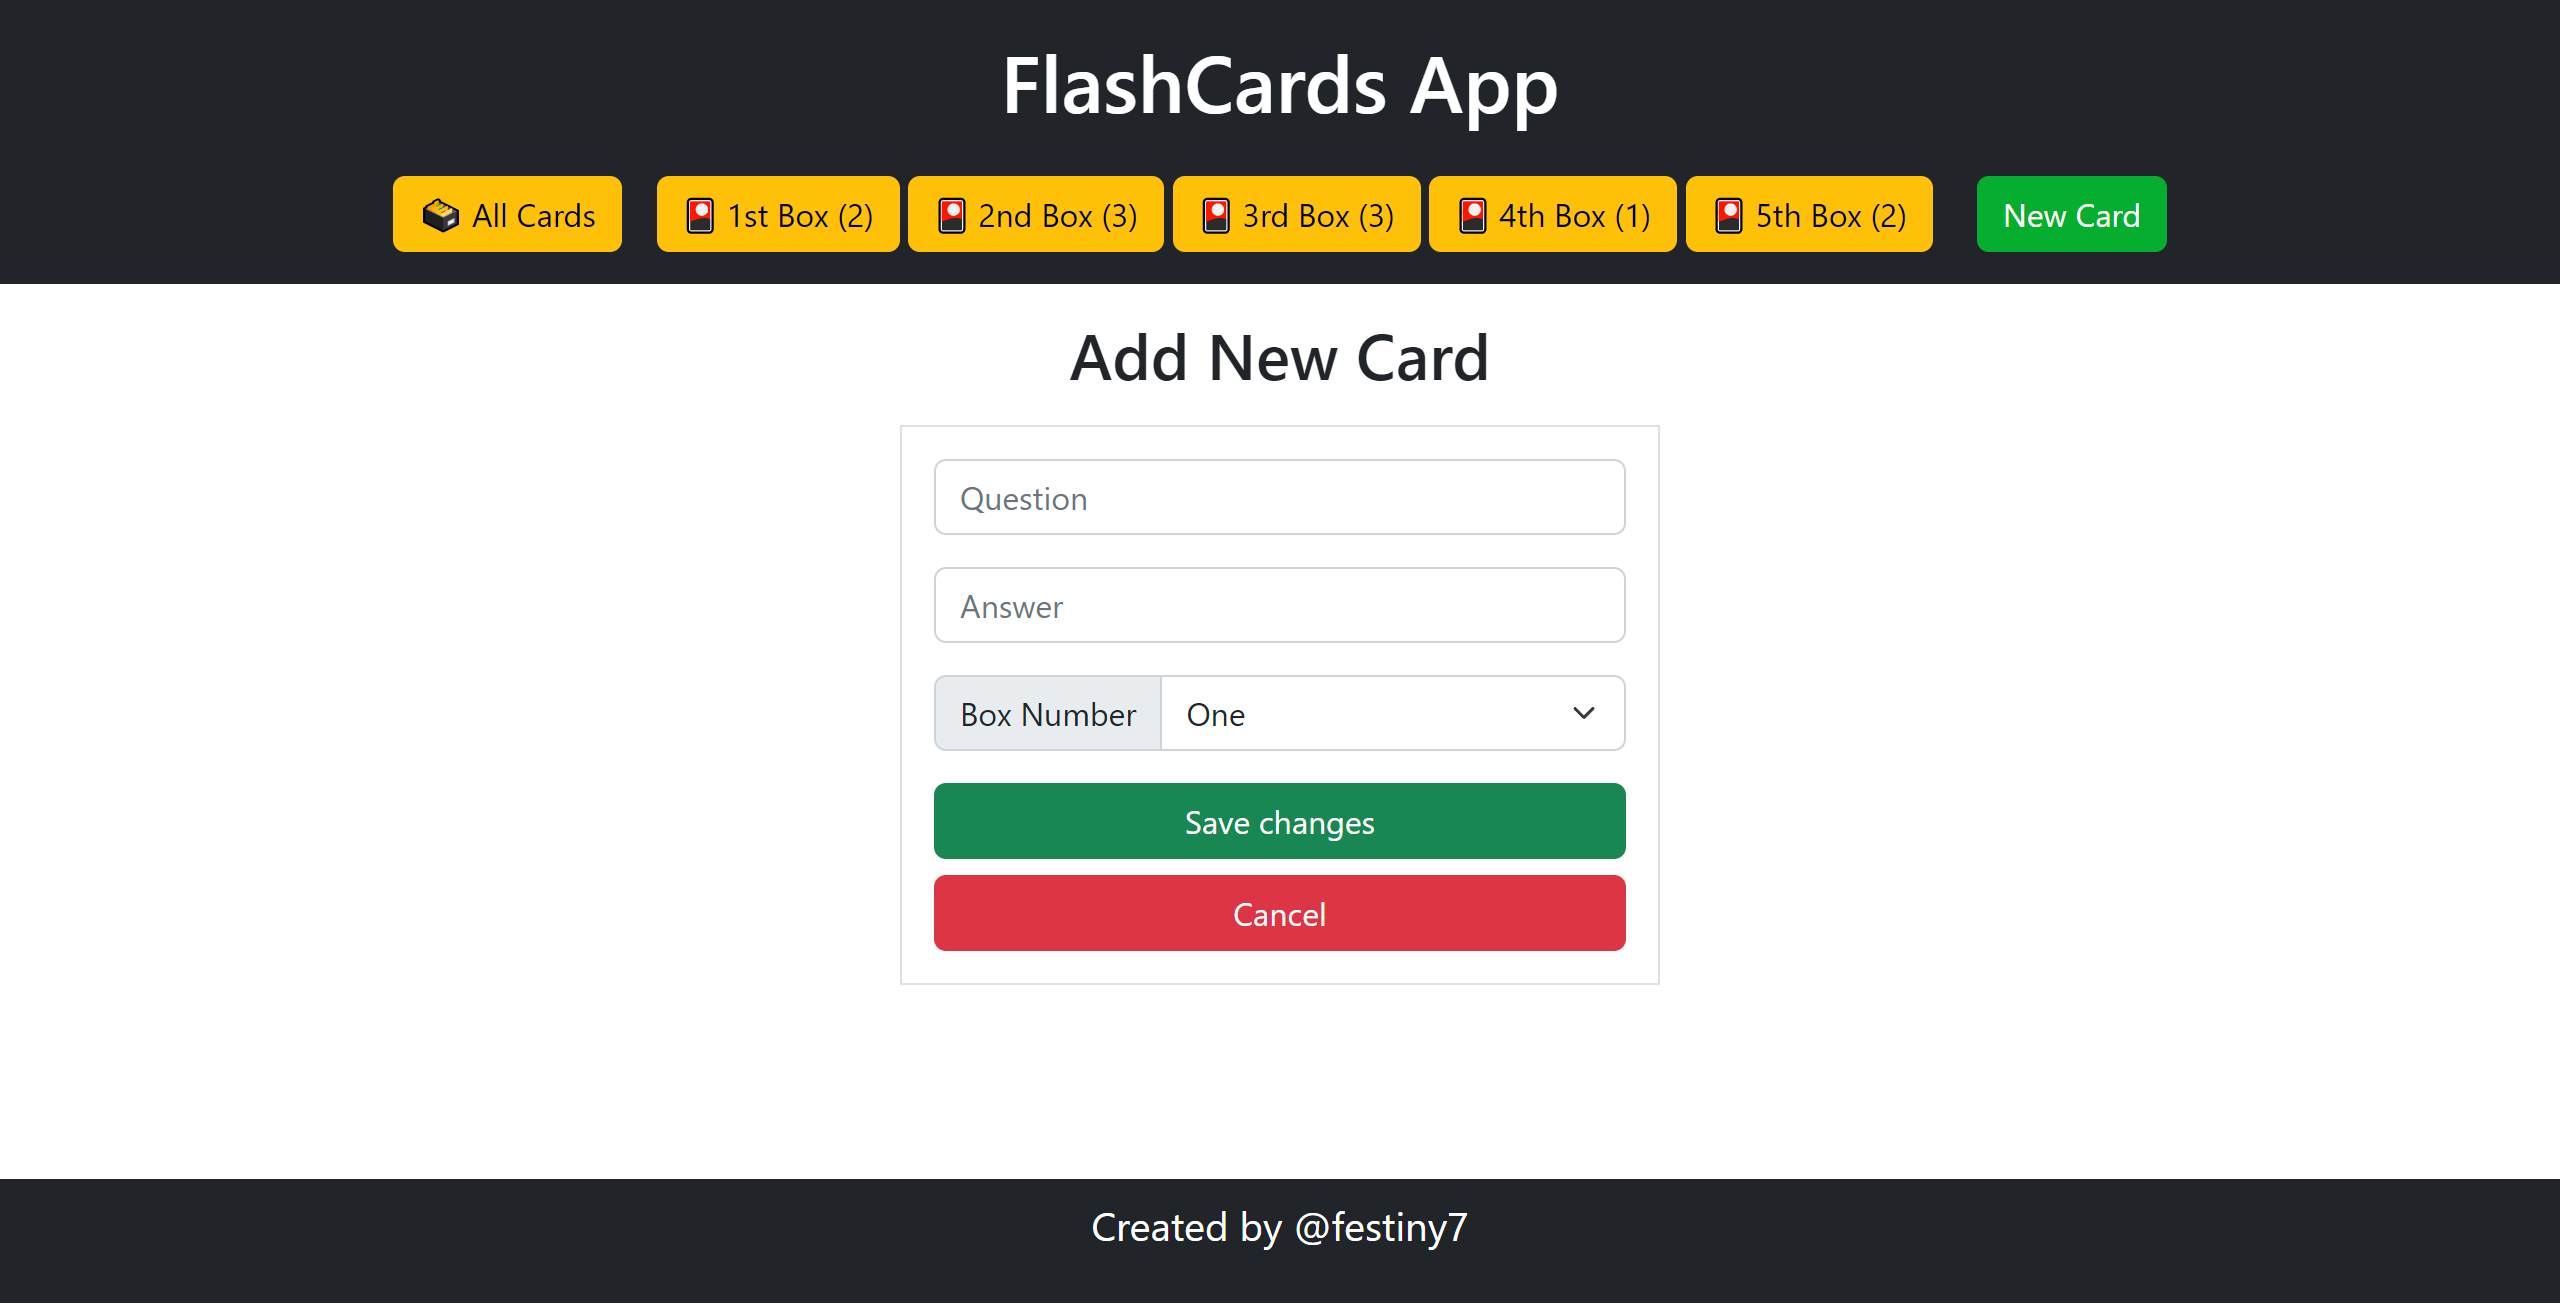 FlashCards App
All Cards 1st Box (2) 2nd Box (3) 3rd Box (3) 4th Box (1) 5th Box (2) New Card
Add New Card
Question
Answer
Box Number One
Save changes
Cancel
Created by @festiny7